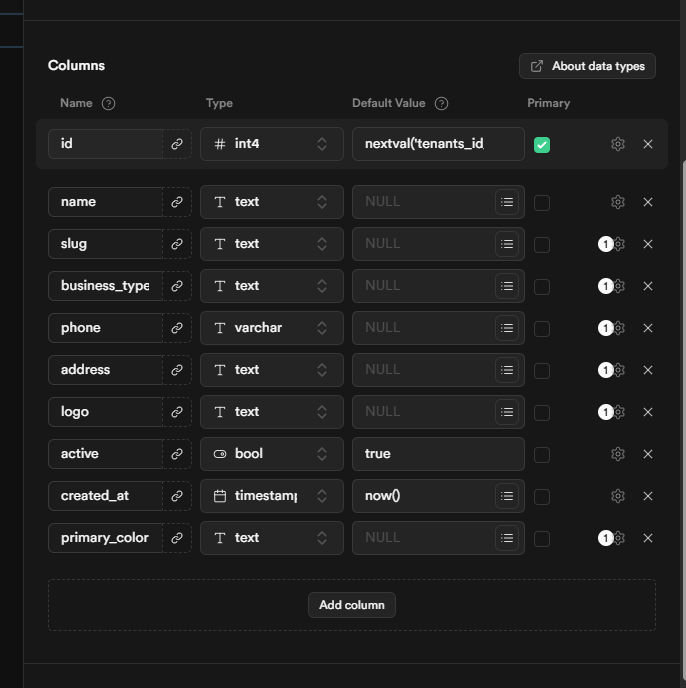 Columns
About data types
Name Type Default Value Primary
id int4 nextval('tenants_id
name text NULL
slug text NULL 1
business_type text NULL 1
phone varchar NULL 1
address text NULL 1
logo text NULL 1
active bool true
created_at timestamp now()
primary_color text NULL 1
Add column